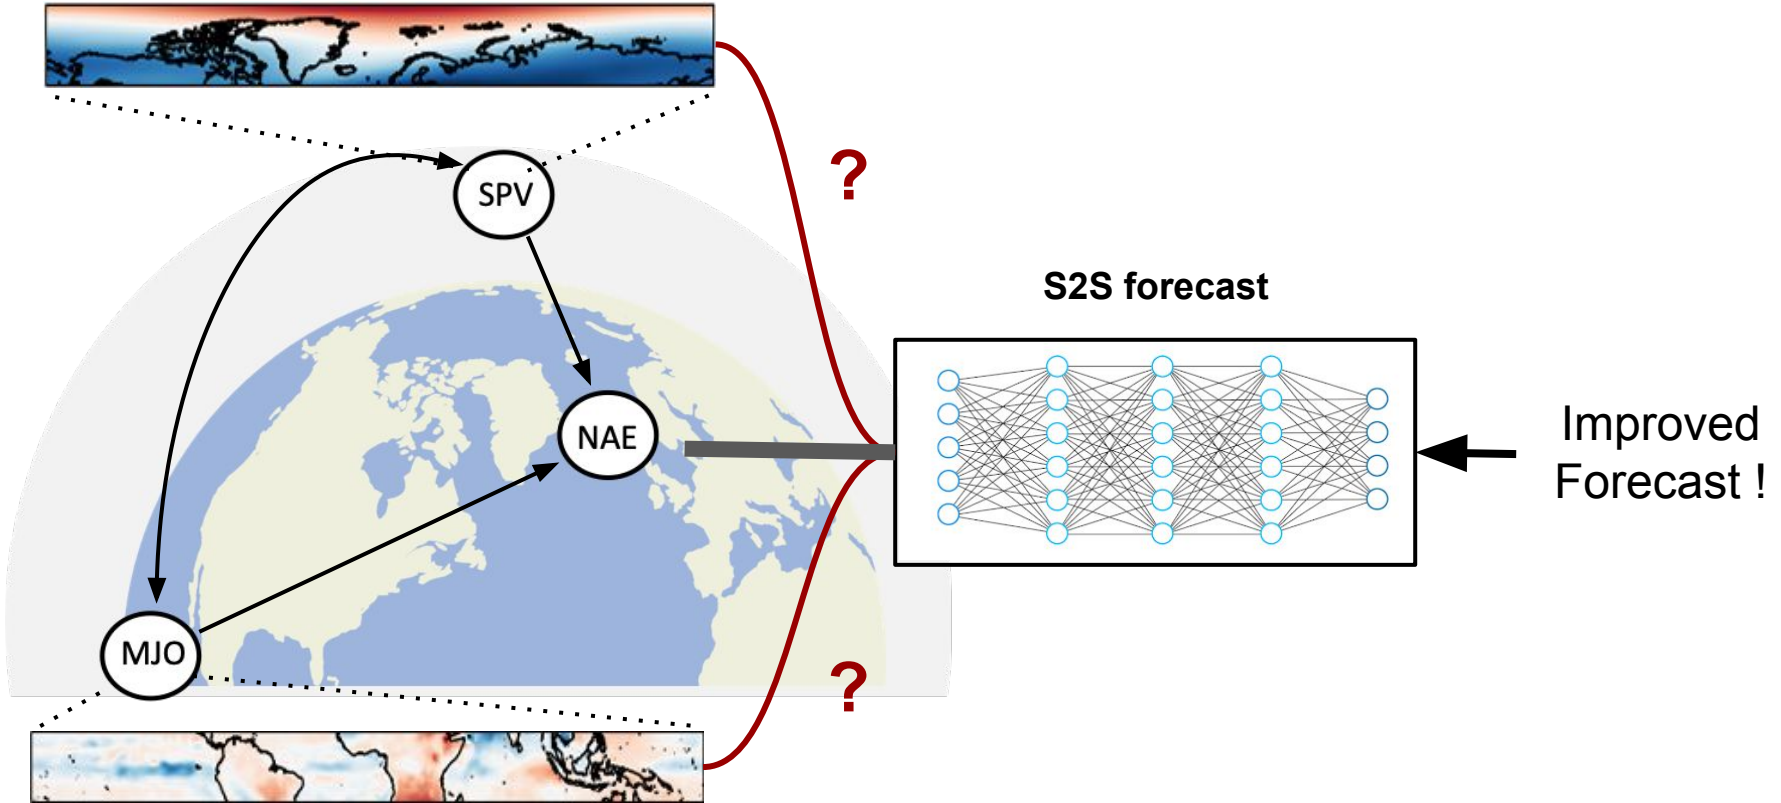 SPV
?
S2S forecast
NAE
Improved
Forecast !
MJO
?